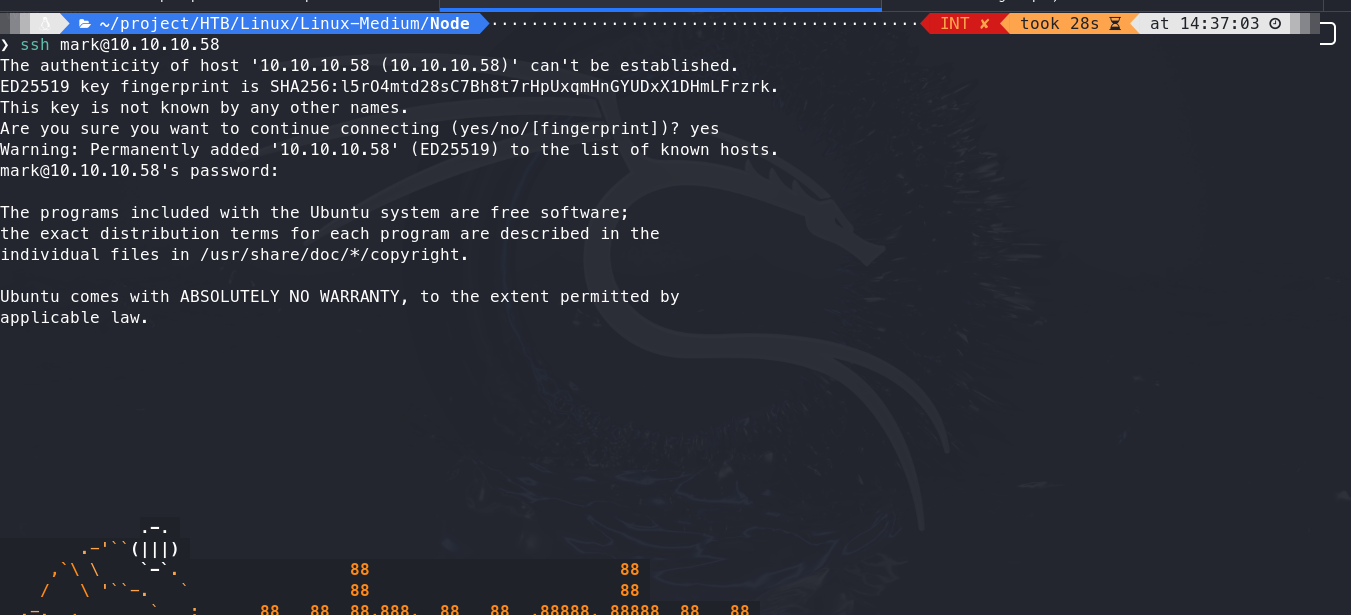 ~/project/HTB/Linux/Linux-Medium/Node INT ✘ took 28s at 14:37:03
❯ ssh mark@10.10.10.58
The authenticity of host '10.10.10.58 (10.10.10.58)' can't be established.
ED25519 key fingerprint is SHA256:l5rO4mtd28sC7Bh8t7rHpUxqmHnGYUDxX1DHmLFrzrk.
This key is not known by any other names.
Are you sure you want to continue connecting (yes/no/[fingerprint])? yes
Warning: Permanently added '10.10.10.58' (ED25519) to the list of known hosts.
mark@10.10.10.58's password:
The programs included with the Ubuntu system are free software;
the exact distribution terms for each program are described in the
individual files in /usr/share/doc/*/copyright.
Ubuntu comes with ABSOLUTELY NO WARRANTY, to the extent permitted by
applicable law.
.-.
.-'``(|||)
,`\ \    `-`.                 88                         88
/   \ '``-.   `                88                         88
.-.  ,       `___:      88   88  88.888,  88   88  .88888, 88888  88   88